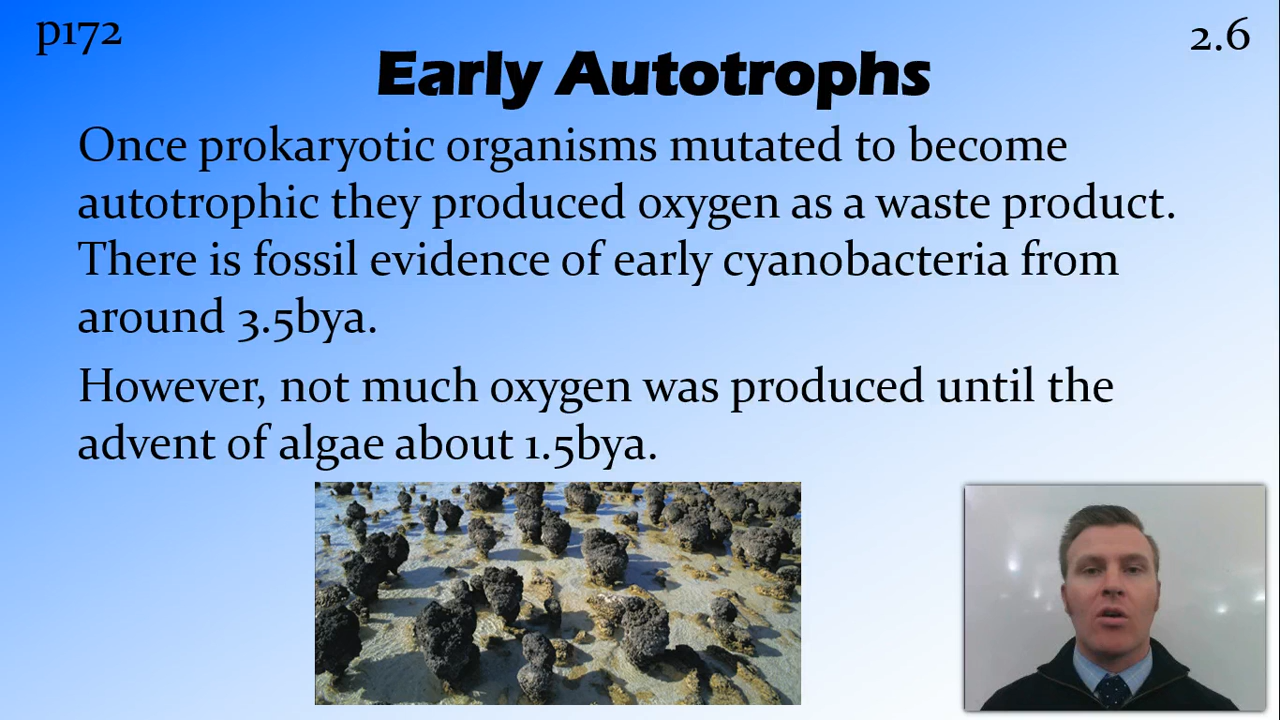 p172
2.6
Early Autotrophs
Once prokaryotic organisms mutated to become
autotrophic they produced oxygen as a waste product.
There is fossil evidence of early cyanobacteria from
around 3.5bya.
However, not much oxygen was produced until the
advent of algae about 1.5bya.